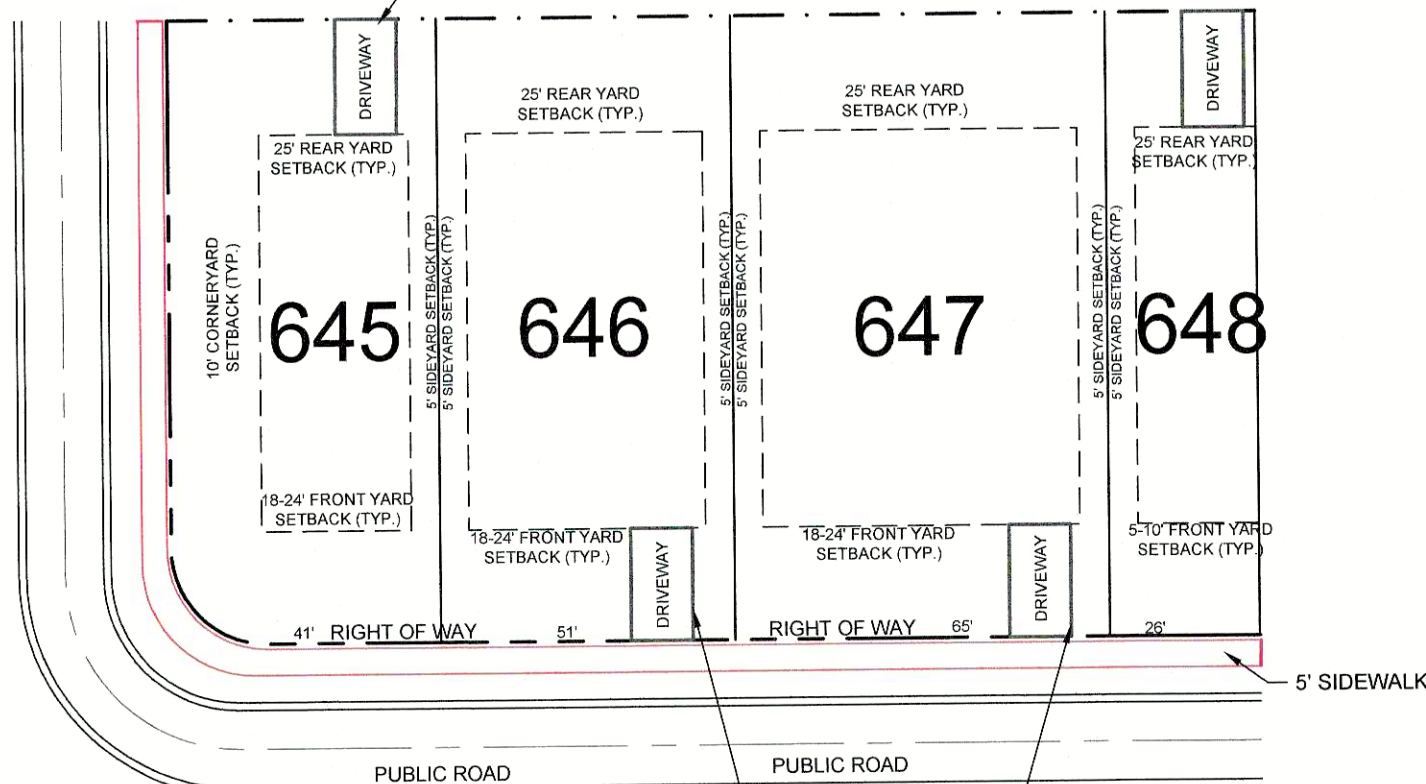 DRIVEWAY
DRIVEWAY
25' REAR YARD
SETBACK (TYP.)
25' REAR YARD
SETBACK (TYP.)
25' REAR YARD
SETBACK (TYP.)
25' REAR YARD
SETBACK (TYP.)
10' CORNERYARD
SETBACK (TYP.)
5' SIDEYARD SETBACK (TYP.)
5' SIDEYARD SETBACK (TYP.)
5' SIDEYARD SETBACK (TYP.)
5' SIDEYARD SETBACK (TYP.)
5' SIDEYARD SETBACK (TYP.)
5' SIDEYARD SETBACK (TYP.)
645
646
647
648
18-24' FRONT YARD
SETBACK (TYP.)
18-24' FRONT YARD
SETBACK (TYP.)
18-24' FRONT YARD
SETBACK (TYP.)
5-10' FRONT YARD
SETBACK (TYP.)
DRIVEWAY
DRIVEWAY
41' RIGHT OF WAY 51' RIGHT OF WAY 65' 26'
5' SIDEWALK
PUBLIC ROAD
PUBLIC ROAD